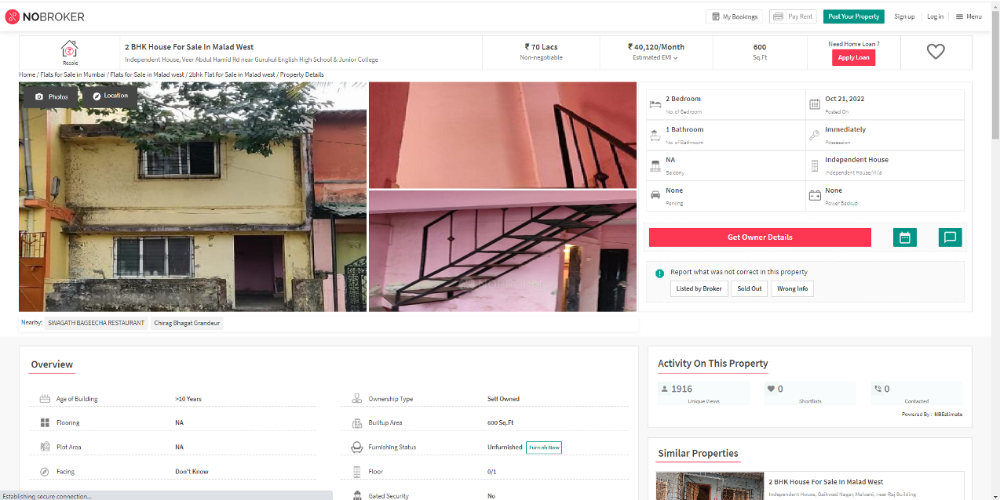 NOBROKER
My Bookings
Pay Rent
Post Your Property
Sign up
Log in
Menu
Resale
2 BHK House For Sale In Malad West
Independent House, Veer Abdul Hamid Rd near Gurukul English High School & Junior College
₹ 70 Lacs
Non-negotiable
₹ 40,120/Month
Estimated EMI
600
Sq.Ft
Need Home Loan ?
Apply Loan
Home / Flats for Sale in Mumbai / Flats for Sale in Malad west / 2bhk Flat for Sale in Malad west / Property Details
Photos
Location
NOBROKER
2 Bedroom
No. of Bedroom
Oct 21, 2022
Posted On
1 Bathroom
No. of Bathroom
Immediately
Possession
NA
Balcony
Independent House
Independent House/Villa
None
Parking
None
Power Backup
Get Owner Details
Report what was not correct in this property
Listed by Broker
Sold Out
Wrong Info
Nearby: SWAGATH BAGEECHA RESTAURANT Chirag Bhagat Grandeur
Overview
Age of Building >10 Years
Ownership Type Self Owned
Flooring NA
Builtup Area 600 Sq.Ft
Plot Area NA
Furnishing Status Unfurnished Furnish Now
Facing Don't Know
Floor 0/1
Gated Security No
Activity On This Property
1916
Unique Views
0
Shortlists
0
Contacted
Powered By : NBEstimate
Similar Properties
2 BHK House For Sale In Malad West
Independent House, Gaikwad Nagar, Malvani, near Raj Building
Establishing secure connection...